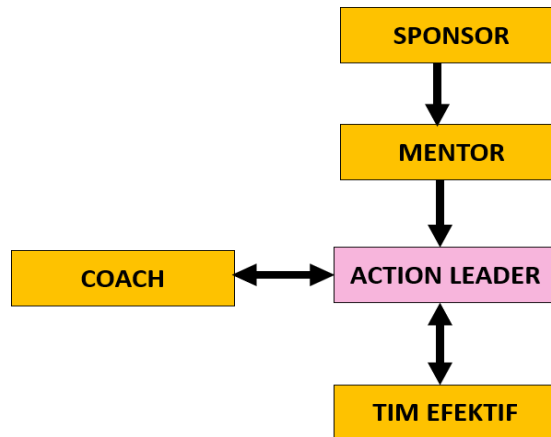 SPONSOR
MENTOR
COACH
ACTION LEADER
TIM EFEKTIF